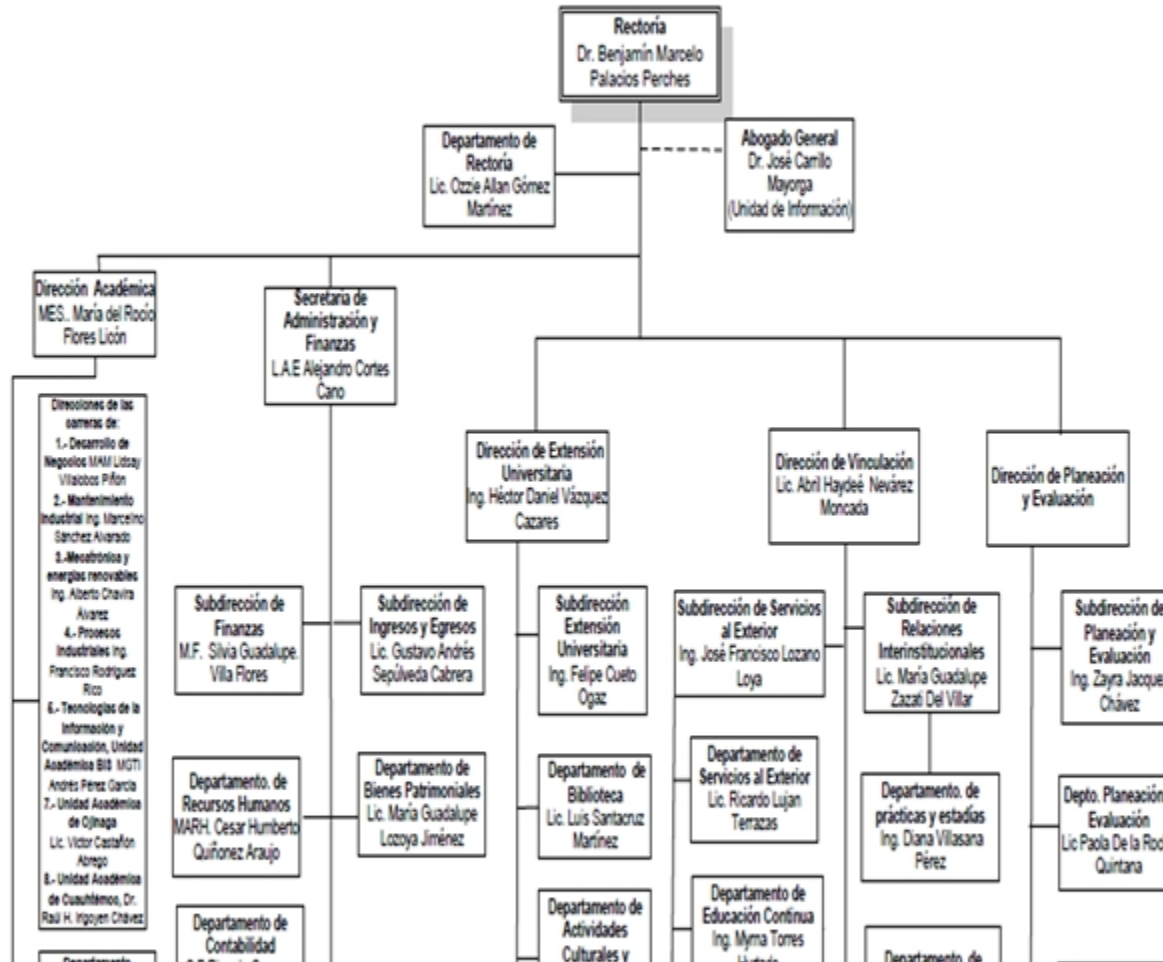 Rectoría
Dr. Benjamín Marcelo
Palacios Perches
Departamento de
Rectoría
Lic. Ozzie Allan Gómez
Martínez
Abogado General
Dr. José Carrillo
Mayorga
(Unidad de Información)
Dirección Académica
MES.. María del Rocío
Flores Licón
Secretaria de
Administración y
Finanzas
L.A.E Alejandro Cortes
Cano
Direcciones de las
carreras de:
1.- Desarrollo de
Negocios MAM Lidsay
Villalobos Piñon
2.- Mantenimiento
Industrial Ing. Marcelino
Sánchez Alvarado
3.-Mecatrónica y
energías renovables
Ing. Alberto Chavira
Álvarez
4.- Procesos
Industriales Ing.
Francisco Rodríguez
Rico
6.- Tecnologías de la
Información y
Comunicación, Unidad
Académica BIS MGTI
Andrés Pérez García
7.- Unidad Académica
de Ojinaga
Lic. Victor Castañón
Abrego
8.- Unidad Académica
de Cuauhtémoc, Dr.
Raúl H. Irigoyen Chávez
Departamento
Dirección de Extensión
Universitaria
Ing. Héctor Daniel Vázquez
Cazares
Dirección de Vinculación
Lic. Abril Haydeé Nevárez
Moncada
Dirección de Planeación
y Evaluación
Subdirección de
Finanzas
M.F. Silvia Guadalupe.
Villa Flores
Subdirección de
Ingresos y Egresos
Lic. Gustavo Andrés
Sepúlveda Cabrera
Subdirección
Extensión
Universitaria
Ing. Felipe Cueto
Ogaz
Subdirección de Servicios
al Exterior
Ing. José Francisco Lozano
Loya
Subdirección de
Relaciones
Interinstitucionales
Lic. María Guadalupe
Zazati Del Villar
Subdirección de
Planeación y
Evaluación
Ing. Zayra Jacque
Chávez
Departamento. de
Recursos Humanos
MARH. Cesar Humberto
Quiñonez Araujo
Departamento de
Bienes Patrimoniales
Lic. María Guadalupe
Lozoya Jiménez
Departamento de
Biblioteca
Lic. Luis Santacruz
Martínez
Departamento de
Servicios al Exterior
Lic. Ricardo Lujan
Terrazas
Departamento. de
prácticas y estadías
Ing. Diana Villasana
Pérez
Depto. Planeación
Evaluación
Lic Paola De la Roc
Quintana
Departamento de
Contabilidad
Departamento de
Actividades
Culturales y
Departamento de
Educación Continua
Ing. Myrna Torres
Hurtado
Departamento. de